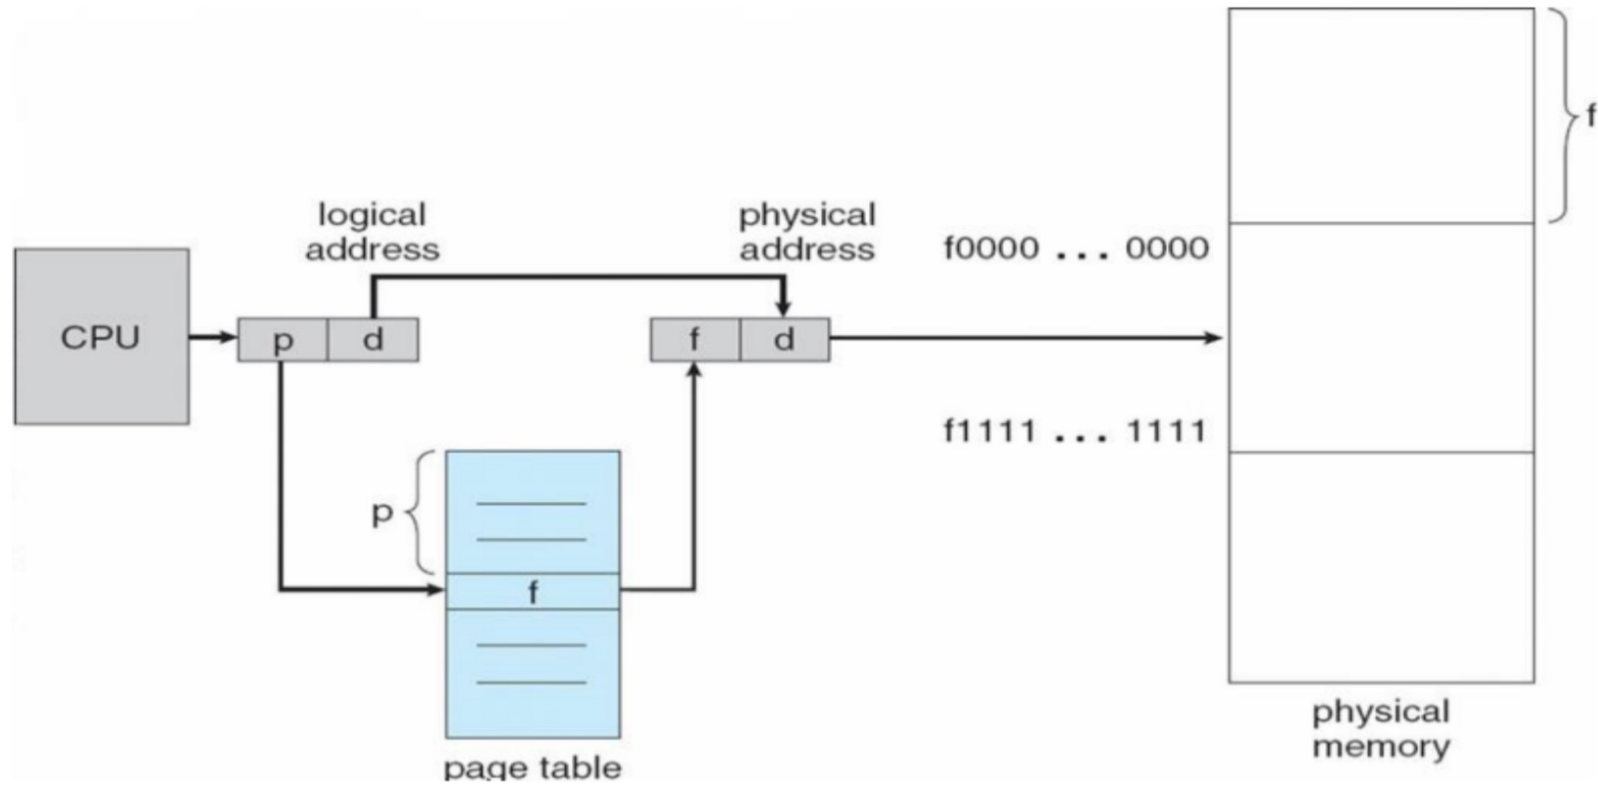 f
logical
address
physical
address
f0000 ... 0000
CPU
p
d
f
d
f1111 ... 1111
p
f
physical
memory
page table